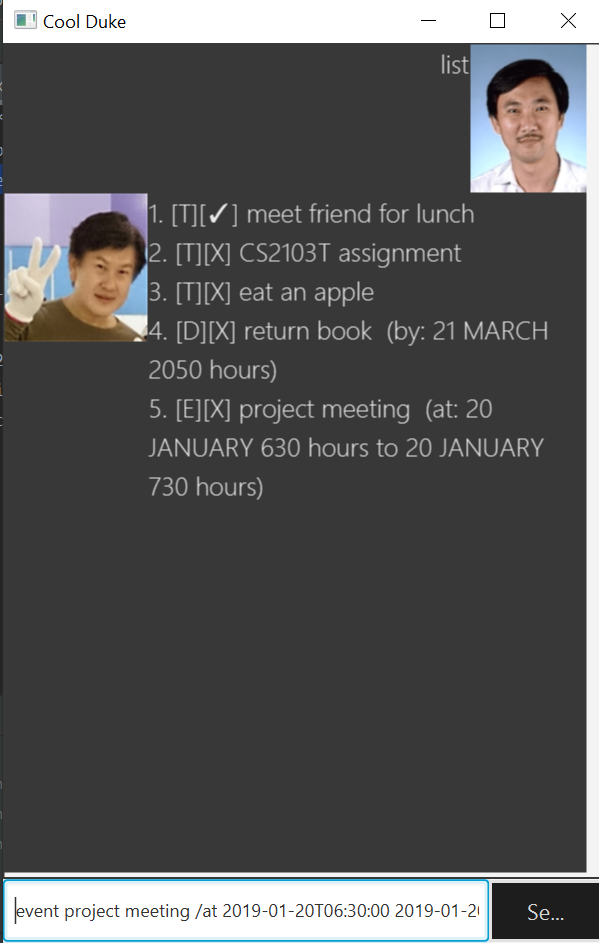 Cool Duke
list
1. [T][✓] meet friend for lunch
2. [T][X] CS2103T assignment
3. [T][X] eat an apple
4. [D][X] return book  (by: 21 MARCH
2050 hours)
5. [E][X] project meeting  (at: 20
JANUARY 630 hours to 20 JANUARY
730 hours)
event project meeting /at 2019-01-20T06:30:00 2019-01-20
Se...